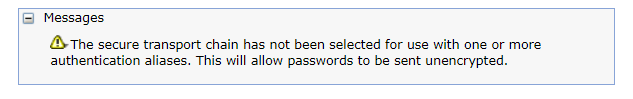 Messages
The secure transport chain has not been selected for use with one or more
authentication aliases. This will allow passwords to be sent unencrypted.